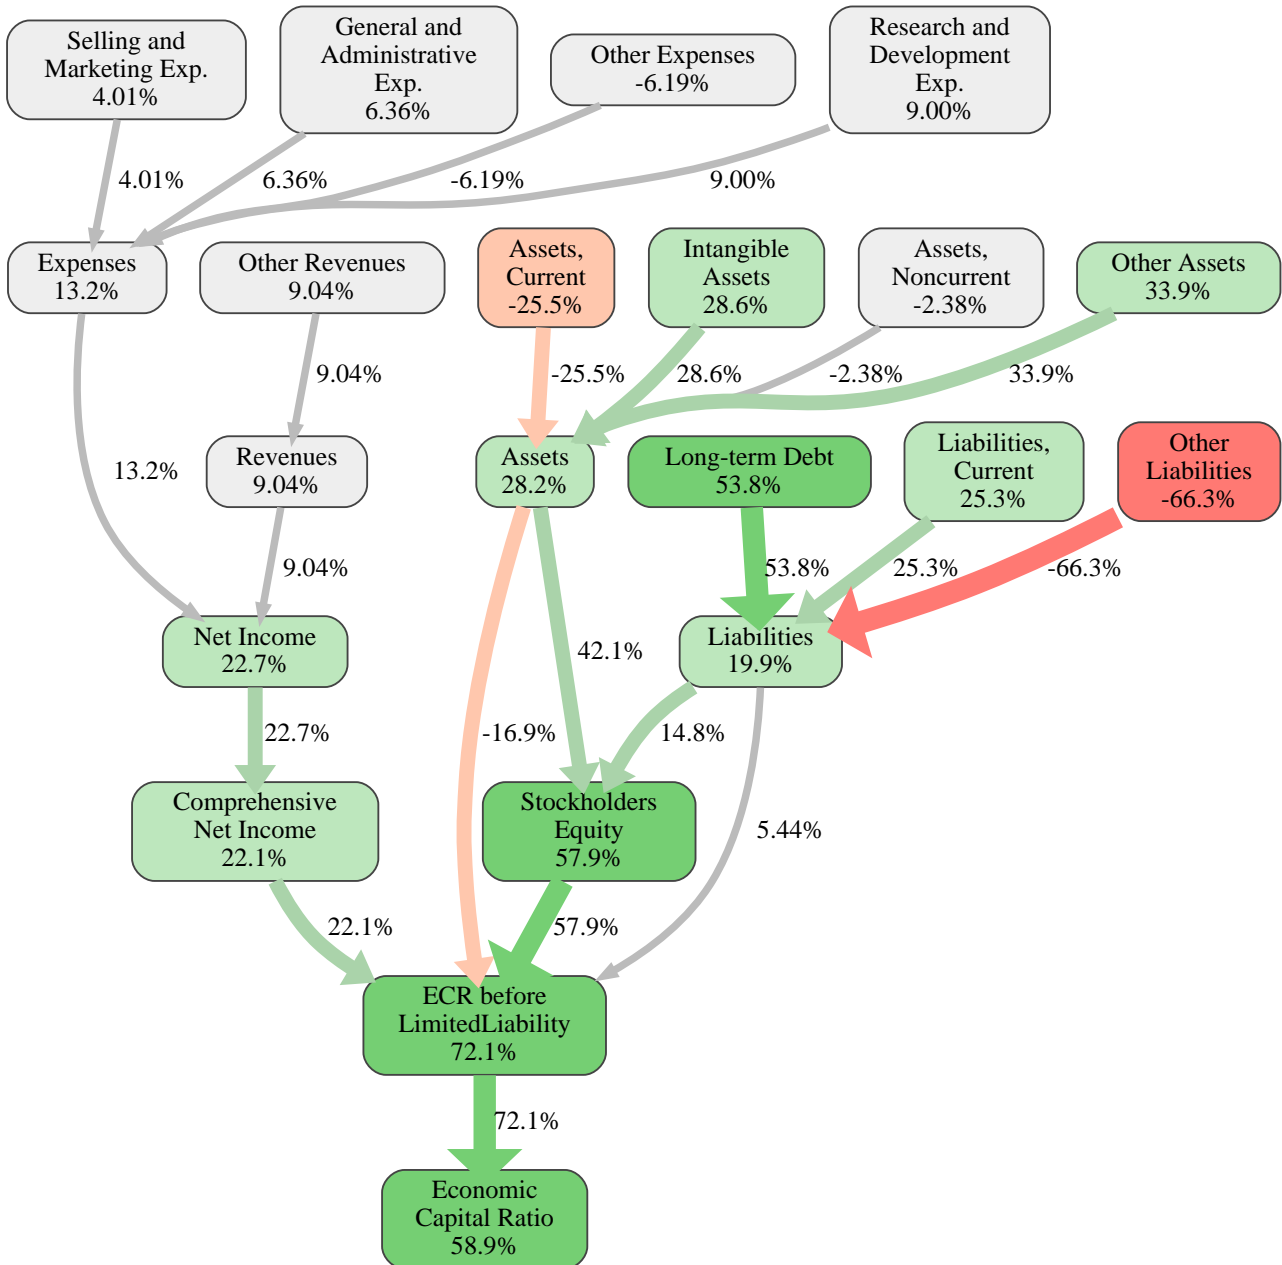 Selling and
Marketing Exp.
4.01%
General and
Administrative
Exp.
6.36%
Other Expenses
-6.19%
Research and
Development
Exp.
9.00%
4.01%
6.36%
-6.19%
9.00%
Expenses
13.2%
Other Revenues
9.04%
Assets,
Current
-25.5%
Intangible
Assets
28.6%
Assets,
Noncurrent
-2.38%
Other Assets
33.9%
9.04%
-25.5%
28.6%
-2.38%
33.9%
13.2%
Revenues
9.04%
Assets
28.2%
Long-term Debt
53.8%
Liabilities,
Current
25.3%
Other
Liabilities
-66.3%
9.04%
53.8%
25.3%
-66.3%
Net Income
22.7%
42.1%
Liabilities
19.9%
22.7%
-16.9%
14.8%
Comprehensive
Net Income
22.1%
Stockholders
Equity
57.9%
5.44%
22.1%
57.9%
ECR before
LimitedLiability
72.1%
72.1%
Economic
Capital Ratio
58.9%